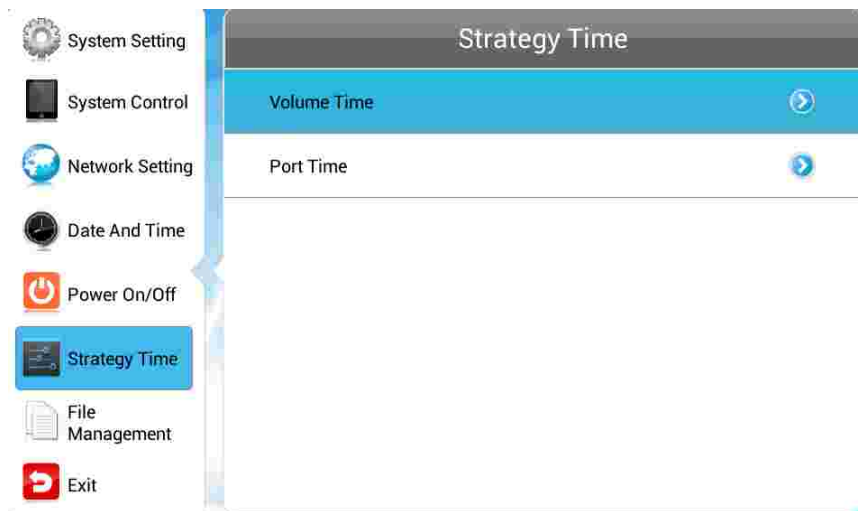 System Setting
System Control
Network Setting
Date And Time
Power On/Off
Strategy Time
File
Management
Exit
Strategy Time
Volume Time
Port Time